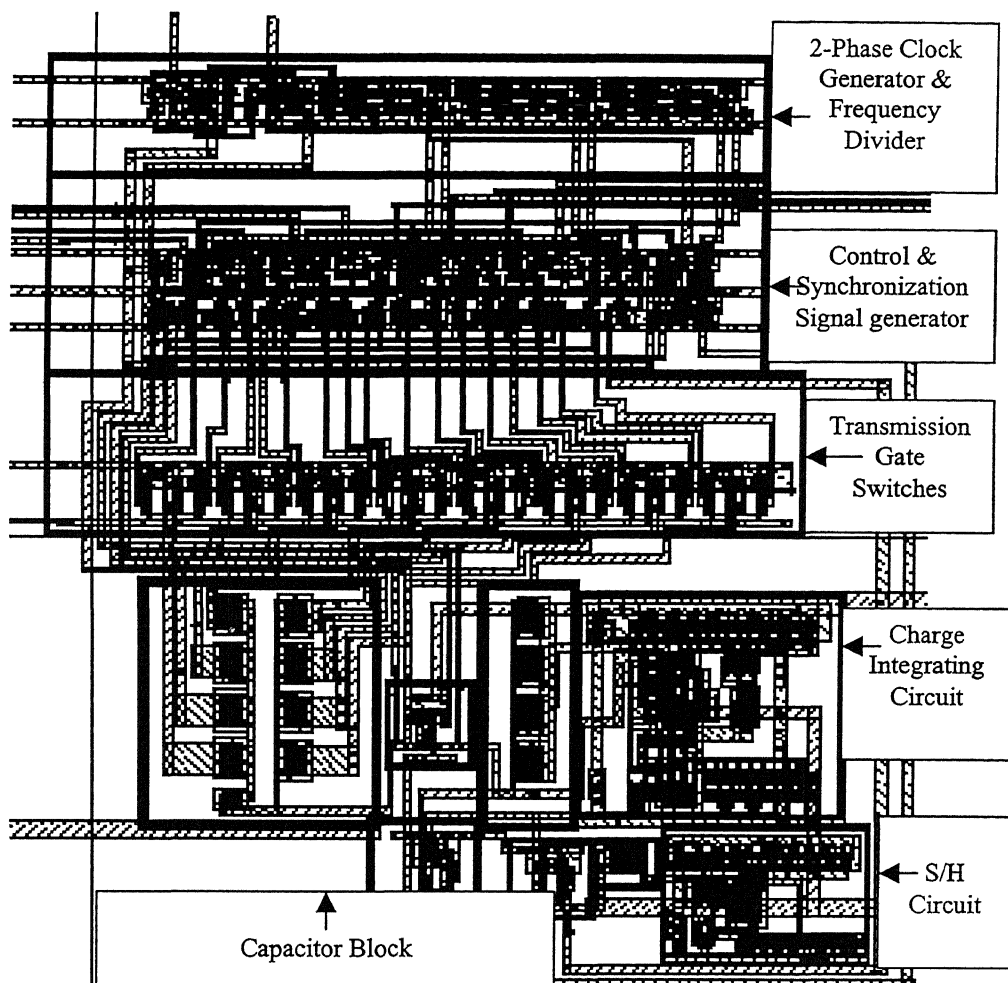 2-Phase Clock
Generator &
Frequency
Divider
Control &
Synchronization
Signal generator
Transmission
Gate
Switches
Charge
Integrating
Circuit
S/H
Circuit
Capacitor Block